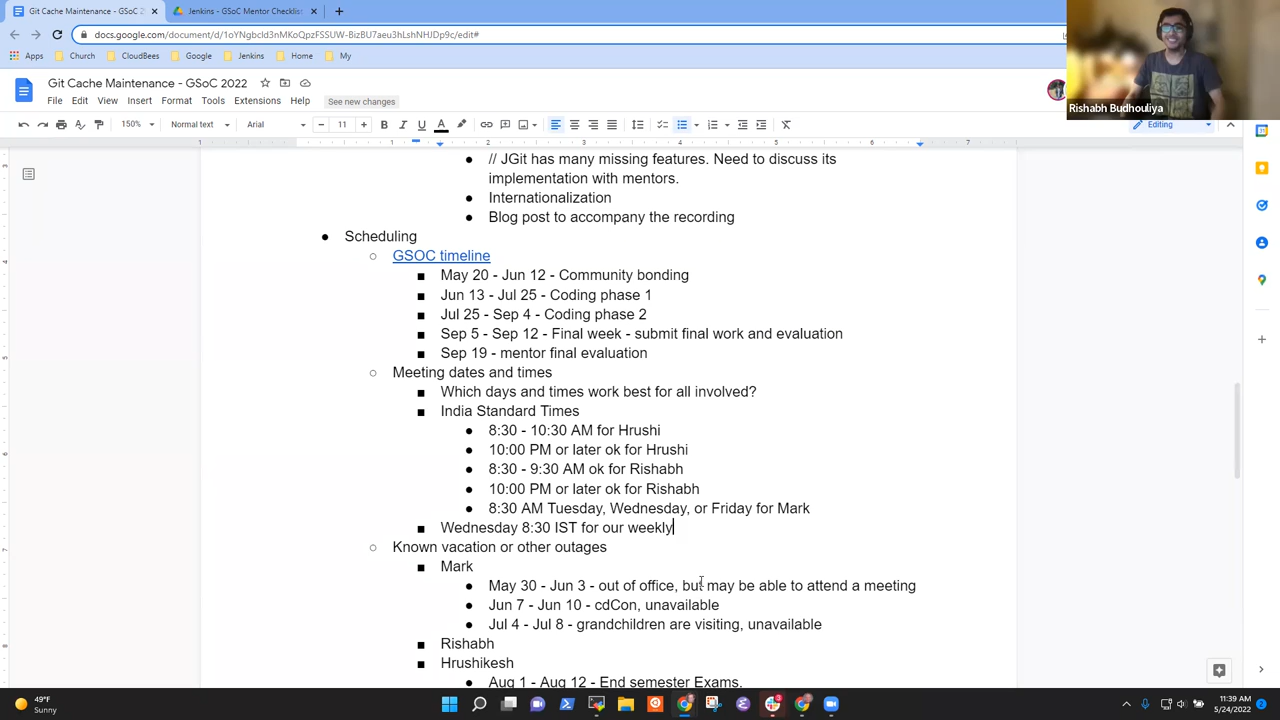 Git Cache Maintenance - GSoC 2
Jenkins - GSoC Mentor Checklis
docs.google.com/document/d/1oYNgbcId3nMKoQpzFSSUW-BizBU7aeu3hLshNHJDp9c/edit#
Apps Church CloudBees Google Jenkins Home My
Rishabh Budhouliya
Git Cache Maintenance - GSoC 2022
File Edit View Insert Format Tools Extensions Help See new changes
150% Normal text Arial 11 Editing
1 1 2 3 4 5 6 7
// JGit has many missing features. Need to discuss its
implementation with mentors.
Internationalization
Blog post to accompany the recording
Scheduling
GSOC timeline
May 20 - Jun 12 - Community bonding
Jun 13 - Jul 25 - Coding phase 1
Jul 25 - Sep 4 - Coding phase 2
Sep 5 - Sep 12 - Final week - submit final work and evaluation
Sep 19 - mentor final evaluation
Meeting dates and times
Which days and times work best for all involved?
India Standard Times
8:30 - 10:30 AM for Hrushi
10:00 PM or later ok for Hrushi
8:30 - 9:30 AM ok for Rishabh
10:00 PM or later ok for Rishabh
8:30 AM Tuesday, Wednesday, or Friday for Mark
Wednesday 8:30 IST for our weekly
Known vacation or other outages
Mark
May 30 - Jun 3 - out of office, but may be able to attend a meeting
Jun 7 - Jun 10 - cdCon, unavailable
Jul 4 - Jul 8 - grandchildren are visiting, unavailable
Rishabh
Hrushikesh
Aug 1 - Aug 12 - End semester Exams.
49°F
Sunny
11:39 AM
5/24/2022